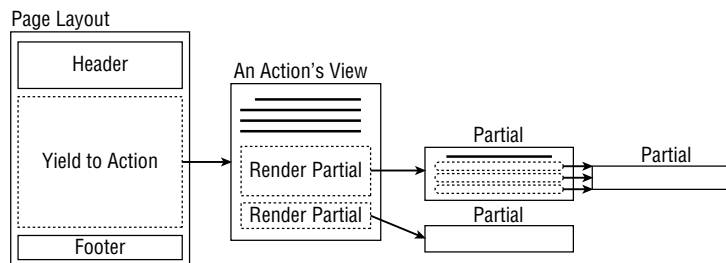 Page Layout
Header
Yield to Action
Footer
An Action's View
Render Partial
Render Partial
Partial
Partial
Partial